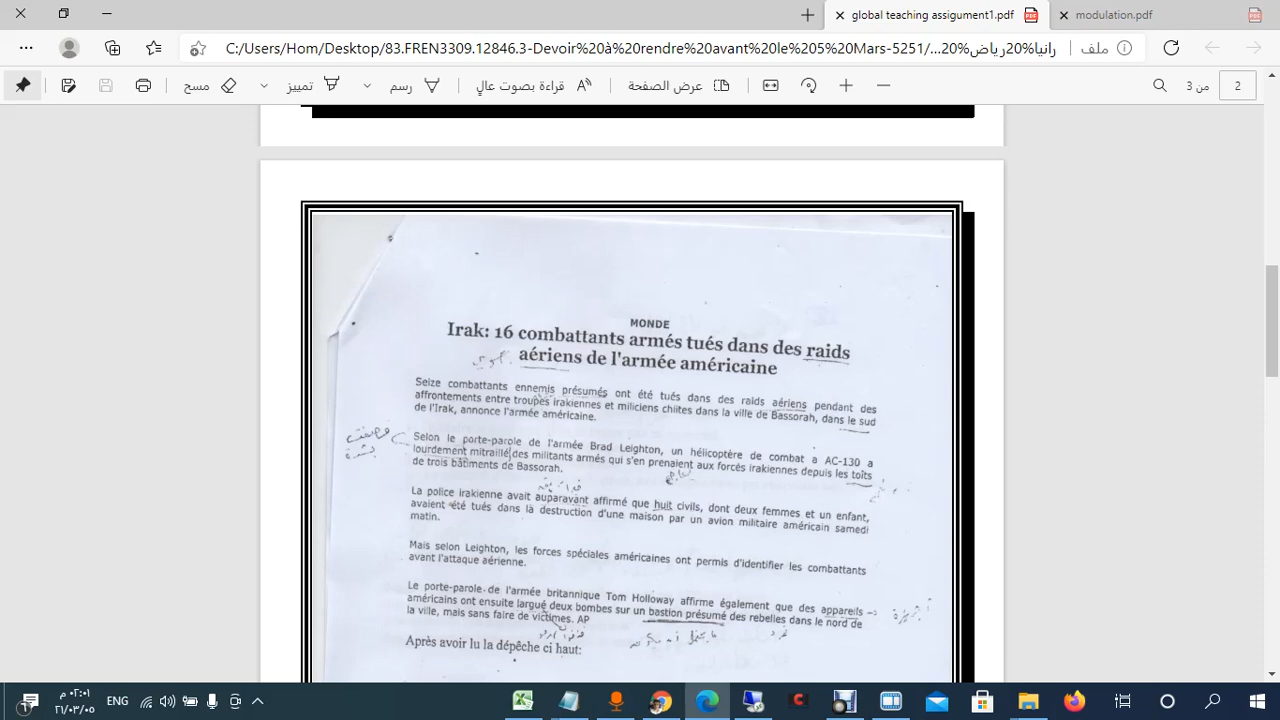 global teaching assigument1.pdf
modulation.pdf
C:/Users/Hom/Desktop/83.FREN3309.12846.3-Devoir%20à%20rendre%20avant%20le%205%20Mars-5251/رانيا%20رياض%20...
ملف
مسح
تمييز
رسم
قراءة بصوت عالٍ
عرض الصفحة
من 3
2
MONDE
Irak: 16 combattants armés tués dans des raids
aériens de l'armée américaine
Seize combattants ennemis présumés ont été tués dans des raids aériens pendant des
affrontements entre troupes irakiennes et miliciens chiites dans la ville de Bassorah, dans le sud
de l'Irak, annonce l'armée américaine.
Selon le porte-parole de l'armée Brad Leighton, un hélicoptère de combat a AC-130 a
lourdement mitraillé des militants armés qui s'en prenaient aux forcés irakiennes depuis les toîts
de trois bâtiments de Bassorah.
La police irakienne avait auparavant affirmé que huit civils, dont deux femmes et un enfant,
avaient été tués dans la destruction d'une maison par un avion militaire américain samedi
matin.
Mais selon Leighton, les forces spéciales américaines ont permis d'identifier les combattants
avant l'attaque aérienne.
Le porte-parole de l'armée britannique Tom Holloway affirme également que des appareils
américains ont ensuite largué deux bombes sur un bastion présumé des rebelles dans le nord de
la ville, mais sans faire de victimes. AP
Après avoir lu la dépêche ci haut:
ENG
٠٣:٠١ م
٢١/٠٣/٠٥
1